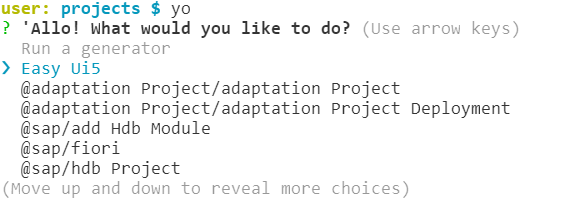 user: projects $ yo
? 'Allo! What would you like to do? (Use arrow keys)
Run a generator
❯ Easy Ui5
@adaptation Project/adaptation Project
@adaptation Project/adaptation Project Deployment
@sap/add Hdb Module
@sap/fiori
@sap/hdb Project
(Move up and down to reveal more choices)